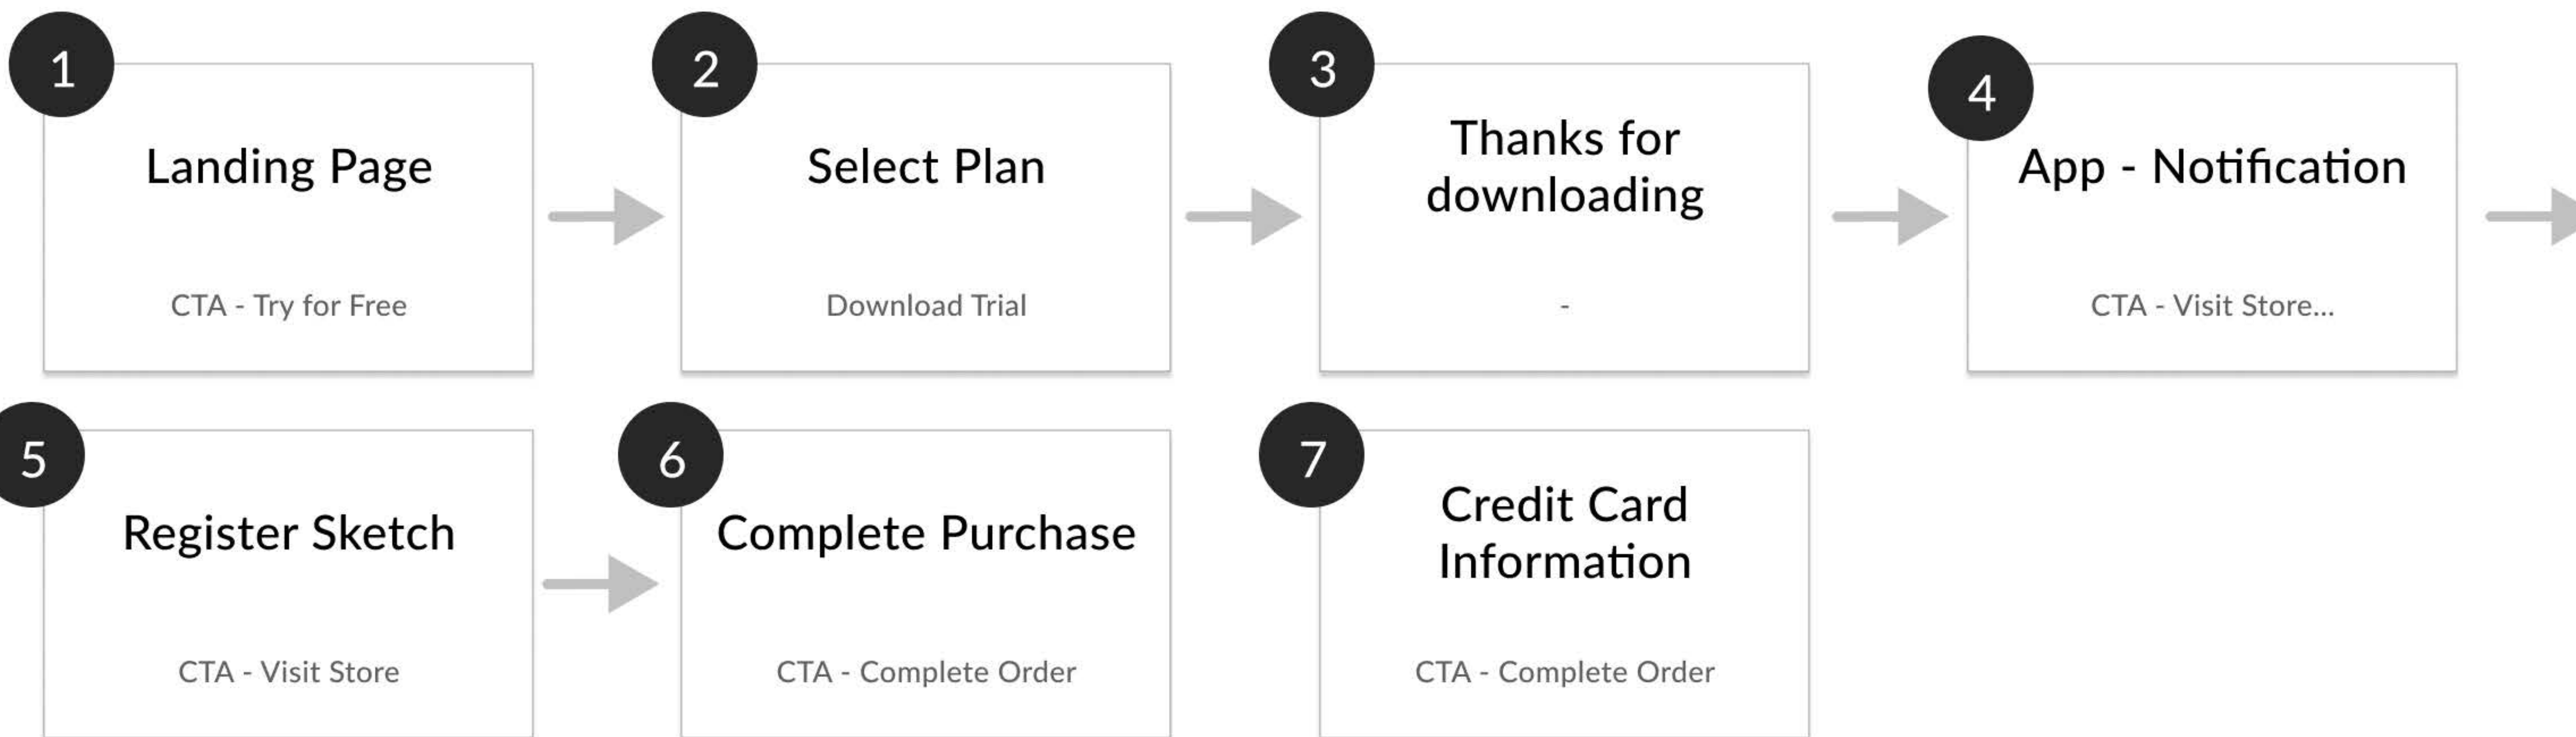 1
Landing Page
CTA - Try for Free
2
Select Plan
Download Trial
3
Thanks for
downloading
-
4
App - Notification
CTA - Visit Store...
5
Register Sketch
CTA - Visit Store
6
Complete Purchase
CTA - Complete Order
7
Credit Card
Information
CTA - Complete Order